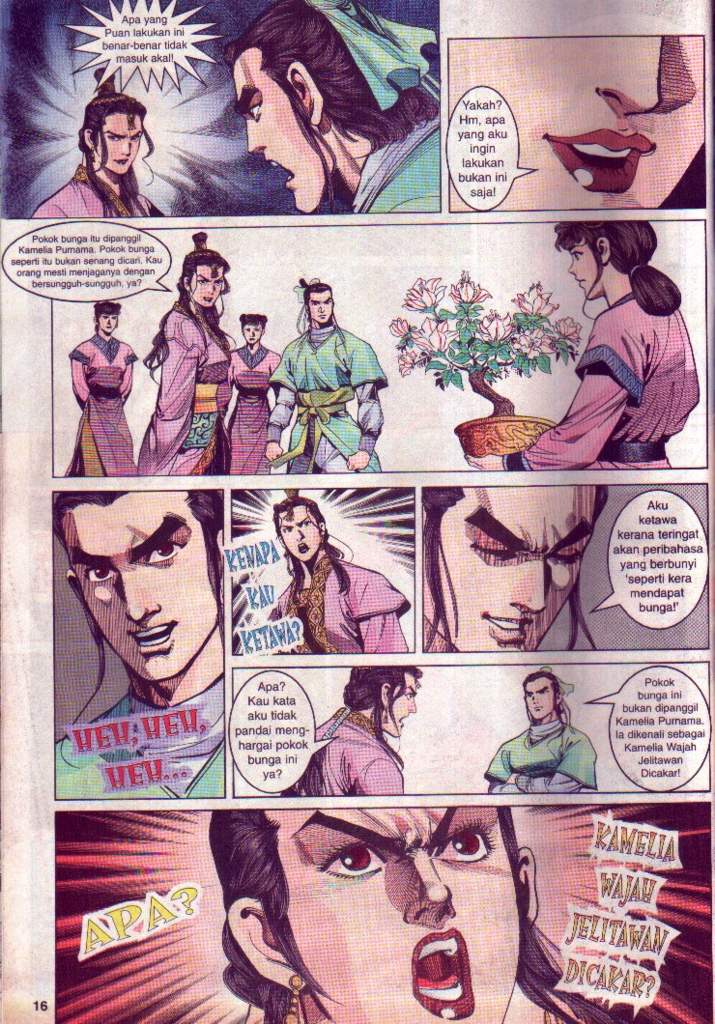 Apa yang
Puan lakukan ini
benar-benar tidak
masuk akal!
Yakah?
Hm, apa
yang aku
ingin
lakukan
bukan ini
saja!
Pokok bunga itu dipanggil
Kamelia Purnama. Pokok bunga
seperti itu bukan senang dicari. Kau
orang mesti menjaganya dengan
bersungguh-sungguh, ya?
HEH, HEH,
HEH...
KENAPA
KAU
KETAWA?
Aku
ketawa
kerana teringat
akan peribahasa
yang berbunyi
'seperti kera
mendapat
bunga!'
Apa?
Kau kata
aku tidak
pandai meng-
hargai pokok
bunga ini
ya?
Pokok
bunga ini
bukan dipanggil
Kamelia Purnama.
Ia dikenali sebagai
Kamelia Wajah
Jelitawan
Dicakar!
APA?
KAMELIA
WAJAH
JELITAWAN
DICAKAR?
16